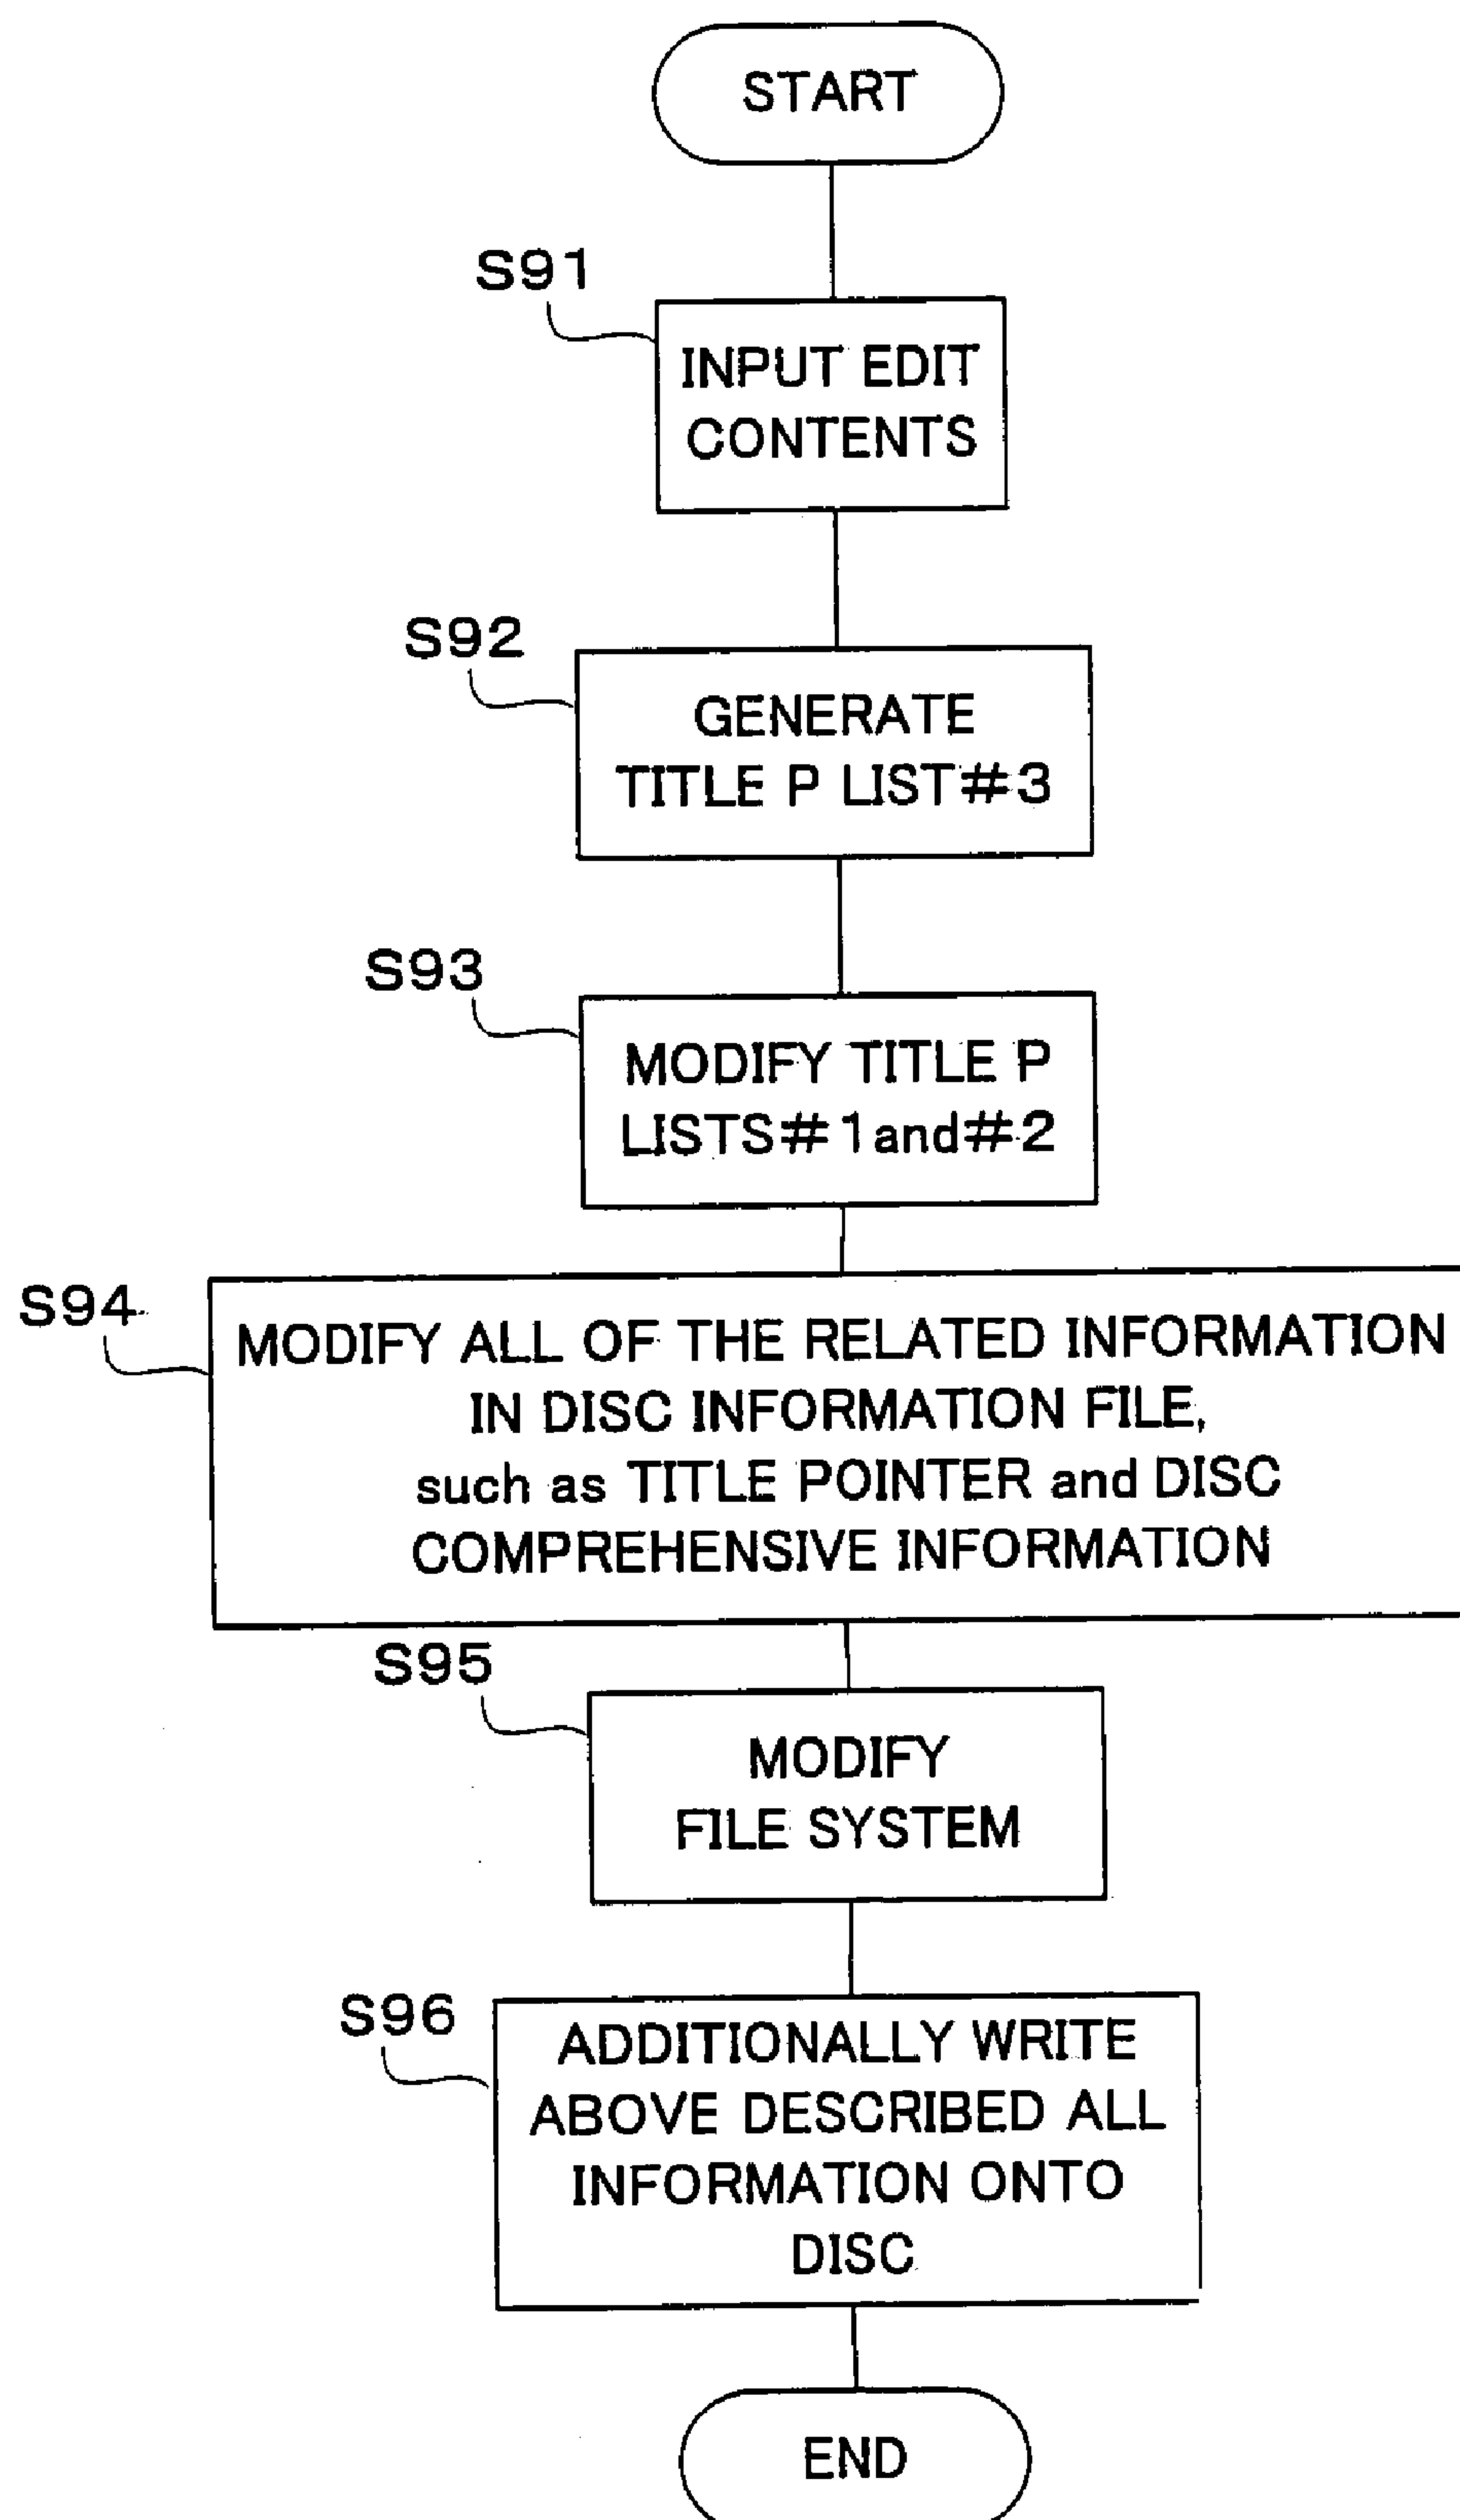 START
S91
INPUT EDIT
CONTENTS
S92
GENERATE
TITLE P LIST#3
S93
MODIFY TITLE P
LISTS#1and#2
S94
MODIFY ALL OF THE RELATED INFORMATION
IN DISC INFORMATION FILE,
such as TITLE POINTER and DISC
COMPREHENSIVE INFORMATION
S95
MODIFY
FILE SYSTEM
S96
ADDITIONALLY WRITE
ABOVE DESCRIBED ALL
INFORMATION ONTO
DISC
END